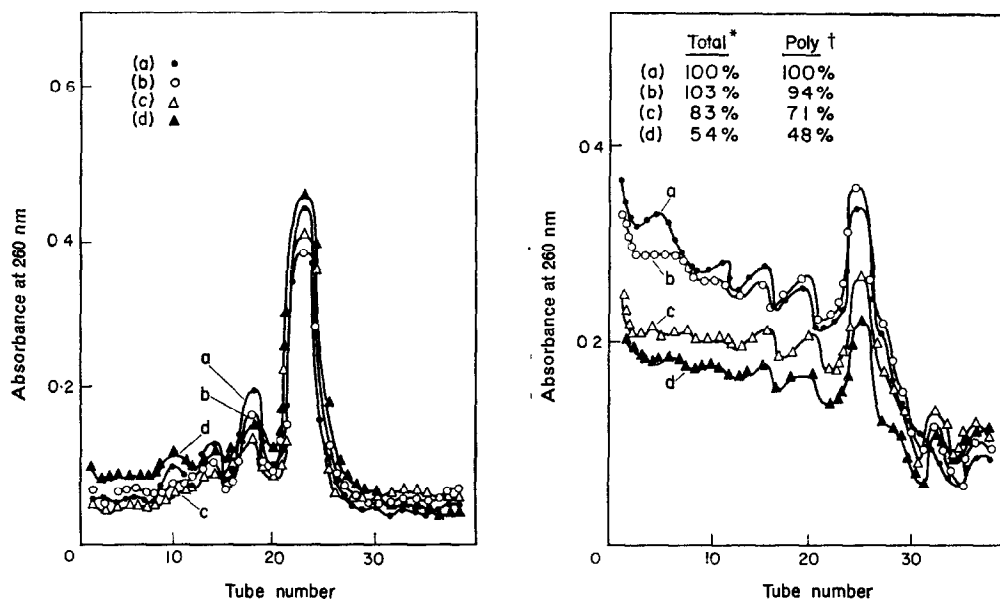 (a) •
(b) ○
(c) △
(d) ▲
0 6
0 4
0 2
0
a
b
d
c
10
20
30
Absorbance at 260 nm
Tube number
Total * Poly †
(a) 100% 100%
(b) 103% 94%
(c) 83% 71%
(d) 54% 48%
0 4
0 2
0
a
b
c
d
10
20
30
Absorbance at 260 nm
Tube number